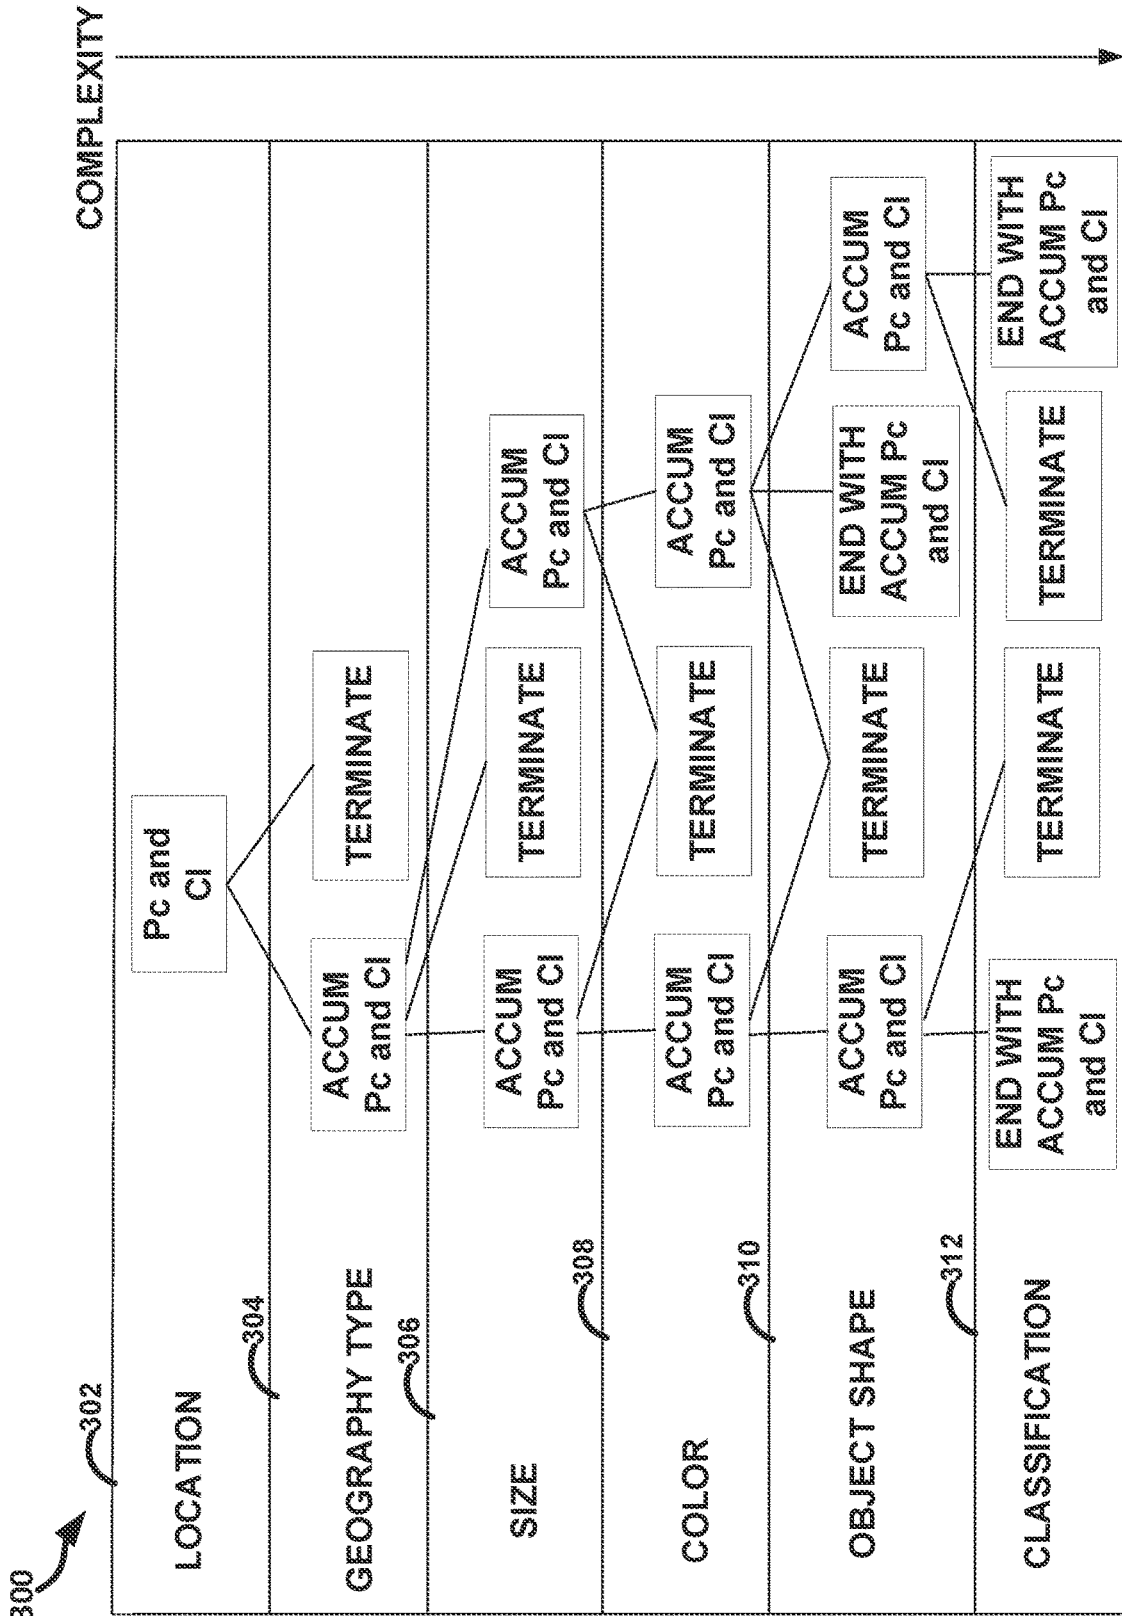 300
COMPLEXITY
302
LOCATION
Pc and
CI
304
GEOGRAPHY TYPE
ACCUM
Pc and CI
TERMINATE
306
SIZE
ACCUM
Pc and CI
TERMINATE
ACCUM
Pc and CI
308
COLOR
ACCUM
Pc and CI
TERMINATE
ACCUM
Pc and CI
310
OBJECT SHAPE
ACCUM
Pc and CI
TERMINATE
END WITH
ACCUM Pc
and CI
ACCUM
Pc and CI
312
CLASSIFICATION
END WITH
ACCUM Pc
and CI
TERMINATE
TERMINATE
END WITH
ACCUM Pc
and CI